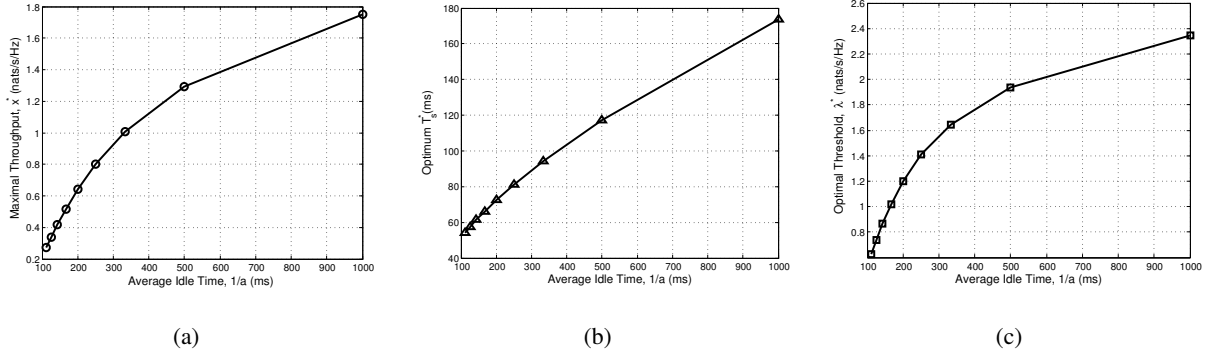 1.8
1.6
1.4
1.2
1
0.8
0.6
0.4
0.2
100 200 300 400 500 600 700 800 900 1000
Maximal Throughput, x* (nats/s/Hz)
Average Idle Time, 1/a (ms)
(a)
180
160
140
120
100
80
60
40
100 200 300 400 500 600 700 800 900 1000
Optimum T*s(ms)
Average Idle Time, 1/a (ms)
(b)
2.6
2.4
2.2
2
1.8
1.6
1.4
1.2
1
0.8
100 200 300 400 500 600 700 800 900 1000
Optimal Threshold, λ* (nats/s/Hz)
Average Idle Time, 1/a (ms)
(c)